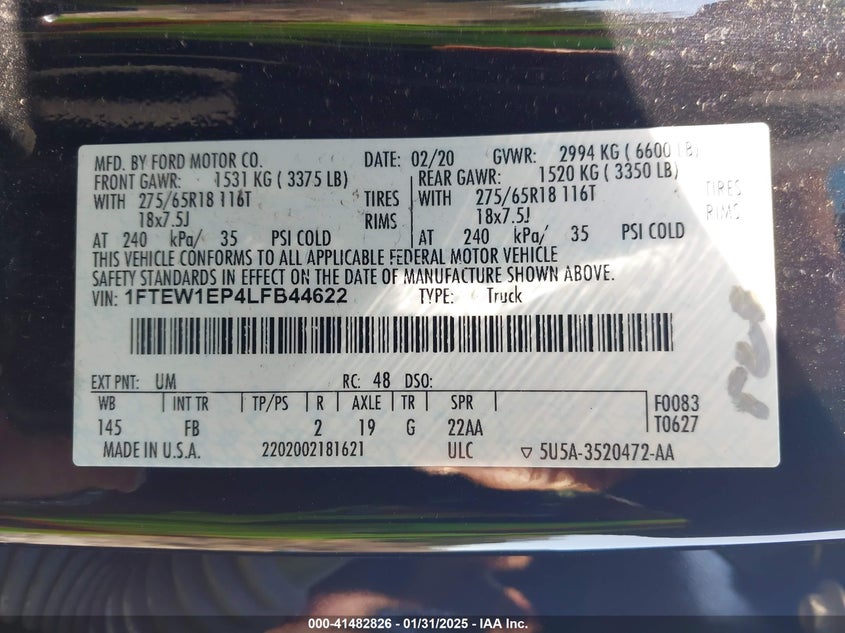 MFD. BY FORD MOTOR CO. DATE: 02/20 GVWR: 2994 KG ( 6600 LB)
FRONT GAWR: 1531 KG ( 3375 LB) REAR GAWR: 1520 KG ( 3350 LB)
WITH 275/65R18 116T TIRES WITH 275/65R18 116T TIRES
18x7.5J RIMS 18x7.5J RIMS
AT 240 kPa/ 35 PSI COLD AT 240 kPa/ 35 PSI COLD
THIS VEHICLE CONFORMS TO ALL APPLICABLE FEDERAL MOTOR VEHICLE
SAFETY STANDARDS IN EFFECT ON THE DATE OF MANUFACTURE SHOWN ABOVE.
VIN: 1FTEW1EP4LFB44622 TYPE: Truck
EXT PNT: UM RC: 48 DSO:
WB INT TR TP/PS R AXLE TR SPR F0083
145 FB 2 19 G 22AA T0627
MADE IN U.S.A. 2202002181621 ULC 5U5A-3520472-AA
000-41482826 - 01/31/2025 - IAA Inc.